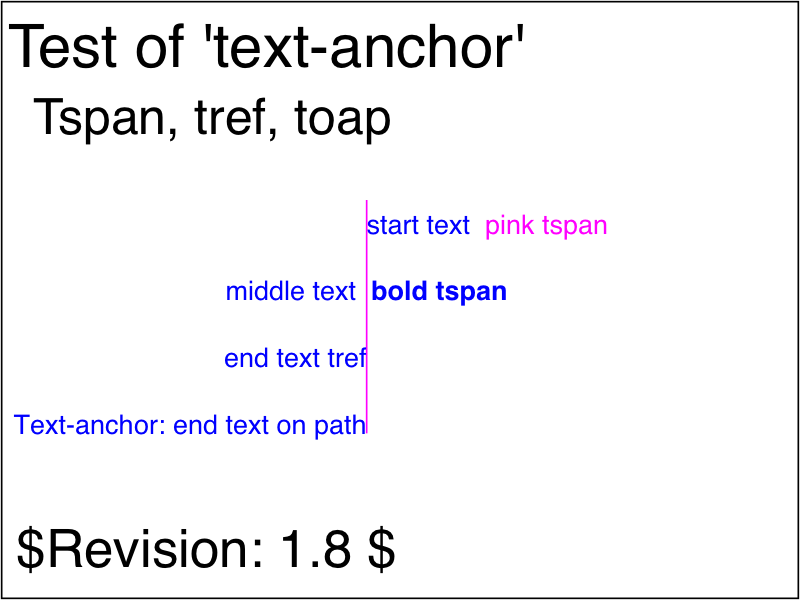 Test of 'text-anchor'
Tspan, tref, toap
start text pink tspan
middle text bold tspan
end text tref
Text-anchor: end text on path
$Revision: 1.8 $